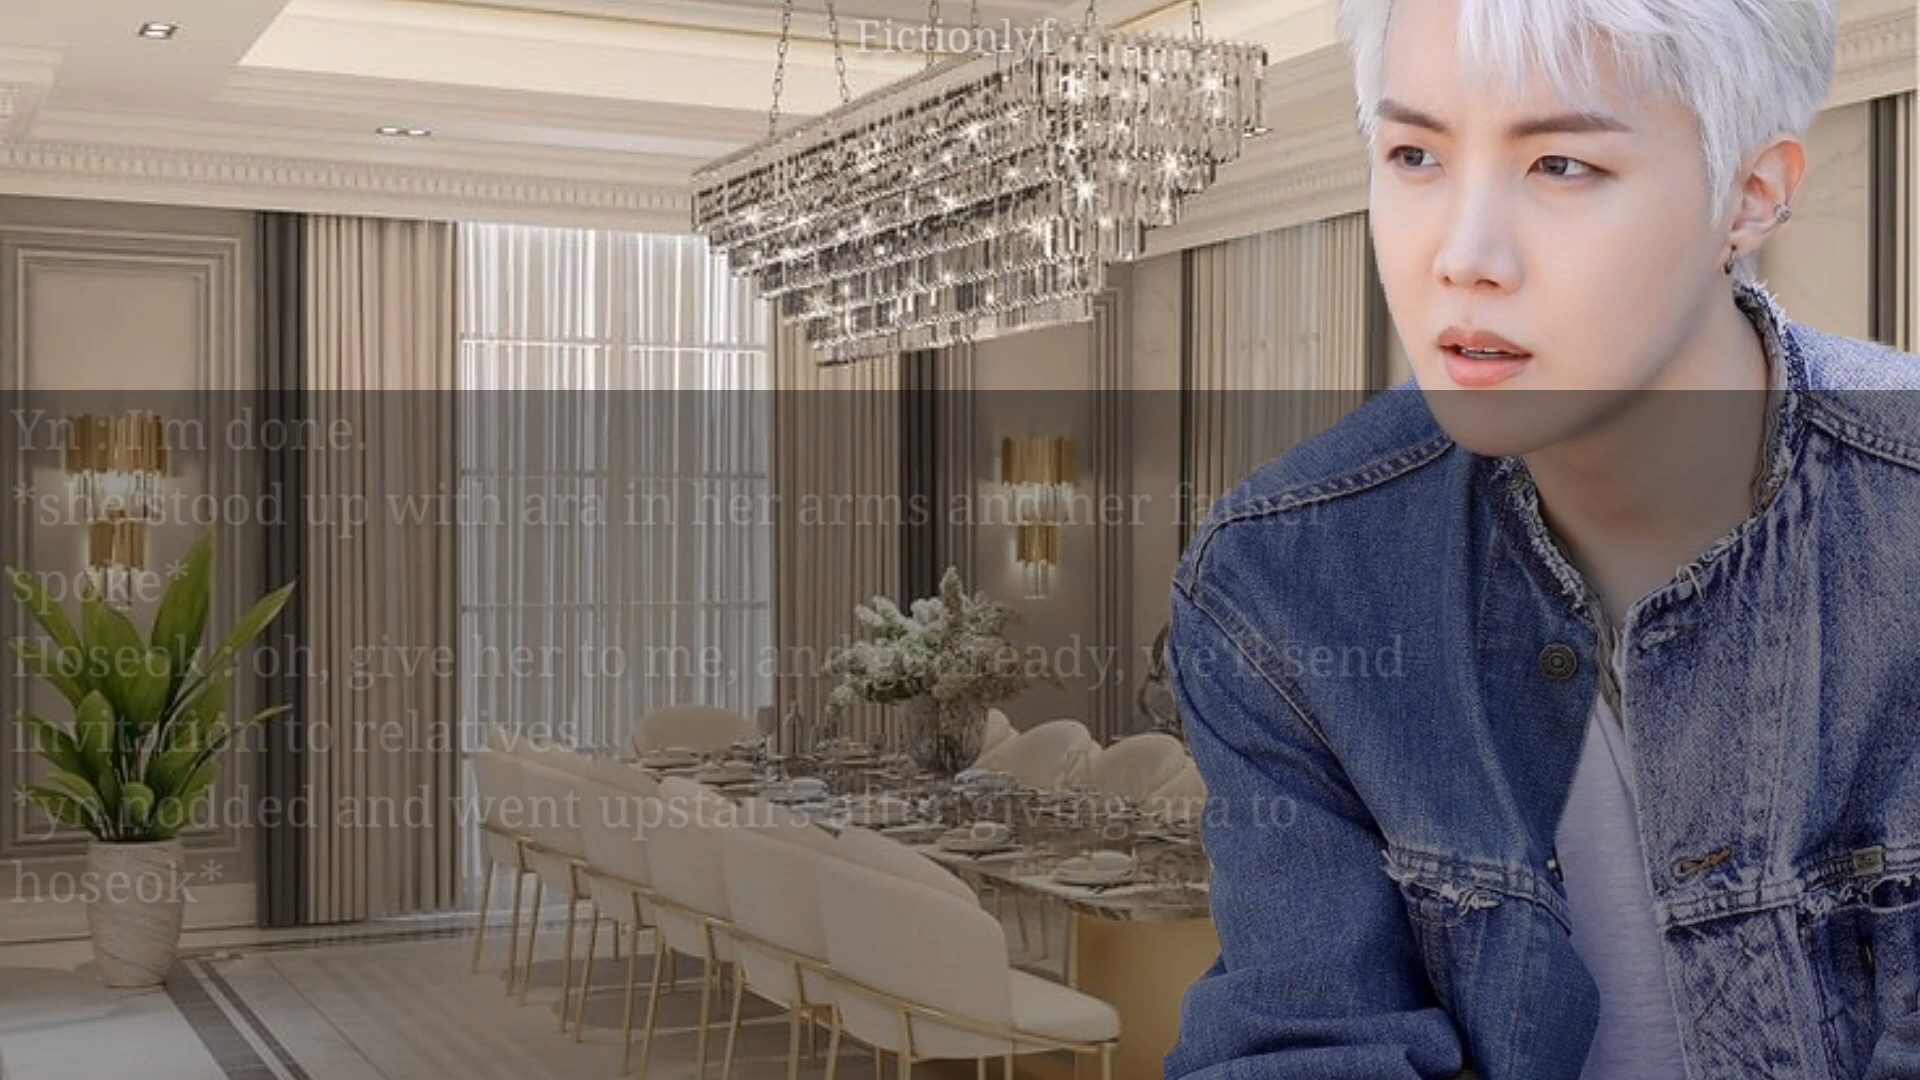 Fictionlyf
Yn : I'm done.
*she stood up with ara in her arms and her father
spoke*
Hoseok : oh, give her to me, and get ready, we'll send
invitation to relatives.
*yn nodded and went upstairs after giving ara to
hoseok*